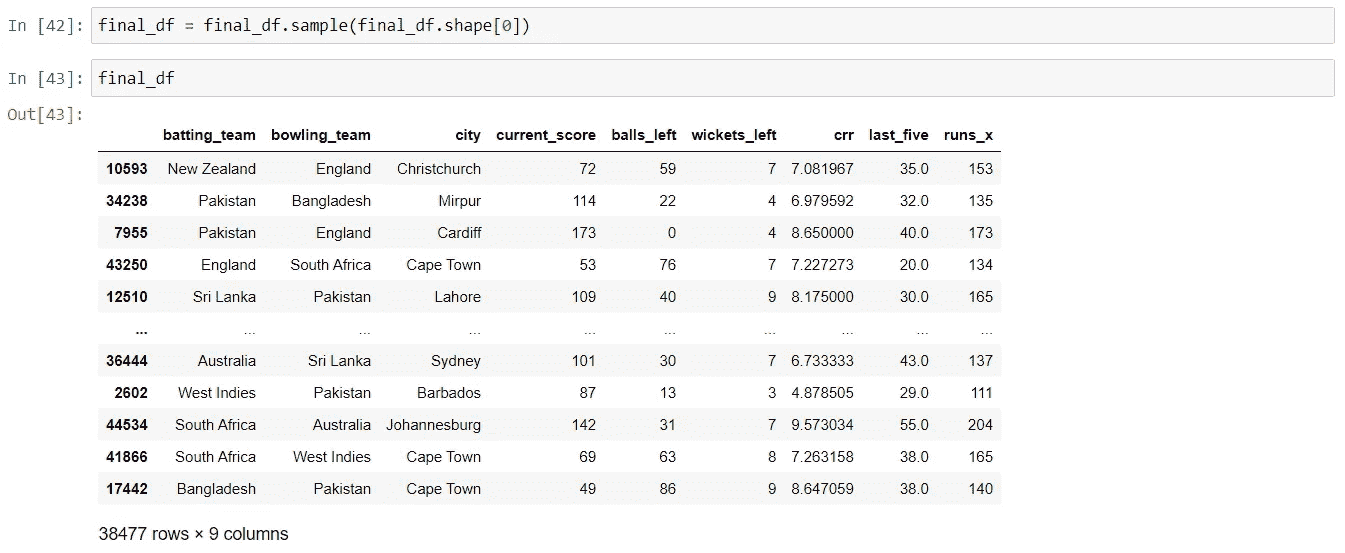 In [42]: final_df = final_df.sample(final_df.shape[0])
In [43]: final_df
Out[43]:
batting_team bowling_team city current_score balls_left wickets_left crr last_five runs_x
10593 New Zealand England Christchurch 72 59 7 7.081967 35.0 153
34238 Pakistan Bangladesh Mirpur 114 22 4 6.979592 32.0 135
7955 Pakistan England Cardiff 173 0 4 8.650000 40.0 173
43250 England South Africa Cape Town 53 76 7 7.227273 20.0 134
12510 Sri Lanka Pakistan Lahore 109 40 9 8.175000 30.0 165
... ... ... ... ... ... ... ... ... ...
36444 Australia Sri Lanka Sydney 101 30 7 6.733333 43.0 137
2602 West Indies Pakistan Barbados 87 13 3 4.878505 29.0 111
44534 South Africa Australia Johannesburg 142 31 7 9.573034 55.0 204
41866 South Africa West Indies Cape Town 69 63 8 7.263158 38.0 165
17442 Bangladesh Pakistan Cape Town 49 86 9 8.647059 38.0 140
38477 rows × 9 columns